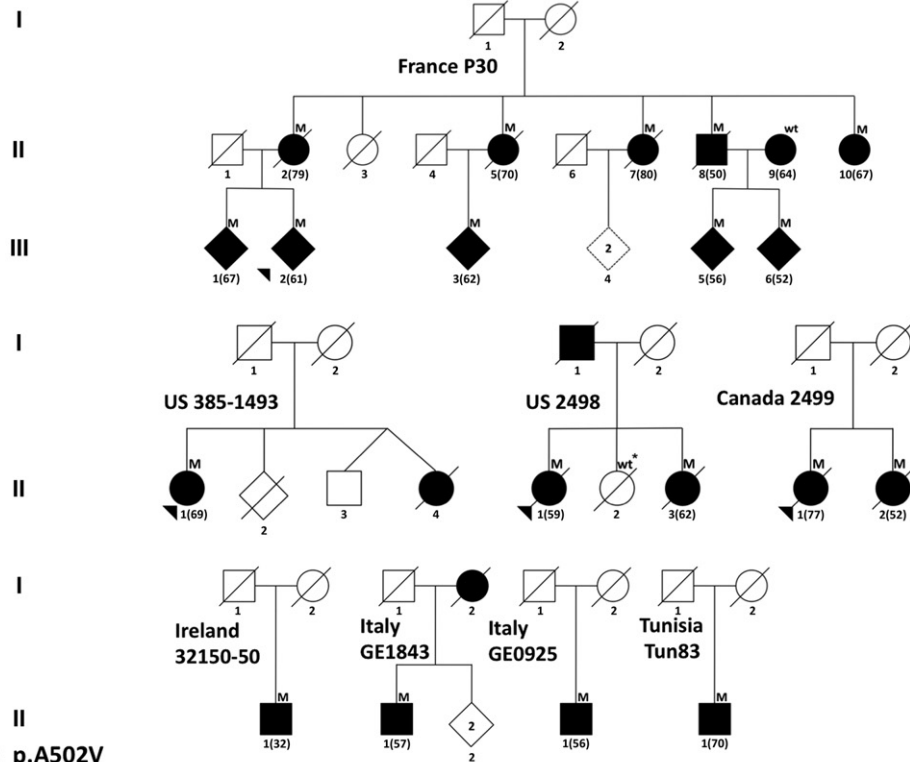 I
1 2
France P30
M M M M wt M
II
1 2(79) 3 4 5(70) 6 7(80) 8(50) 9(64) 10(67)
M M M M M
III
2
1(67) 2(61) 3(62) 4 5(56) 6(52)
I
1 2 1 2 1 2
US 385-1493 US 2498 Canada 2499
M M wt* M M M
II
1(69) 2 3 4 1(59) 2 3(62) 1(77) 2(52)
I
1 2 1 2 1 2 1 2
Ireland Italy Italy Tunisia
32150-50 GE1843 GE0925 Tun83
M M M M
II
2
1(32) 1(57) 2 1(56) 1(70)
p.A502V